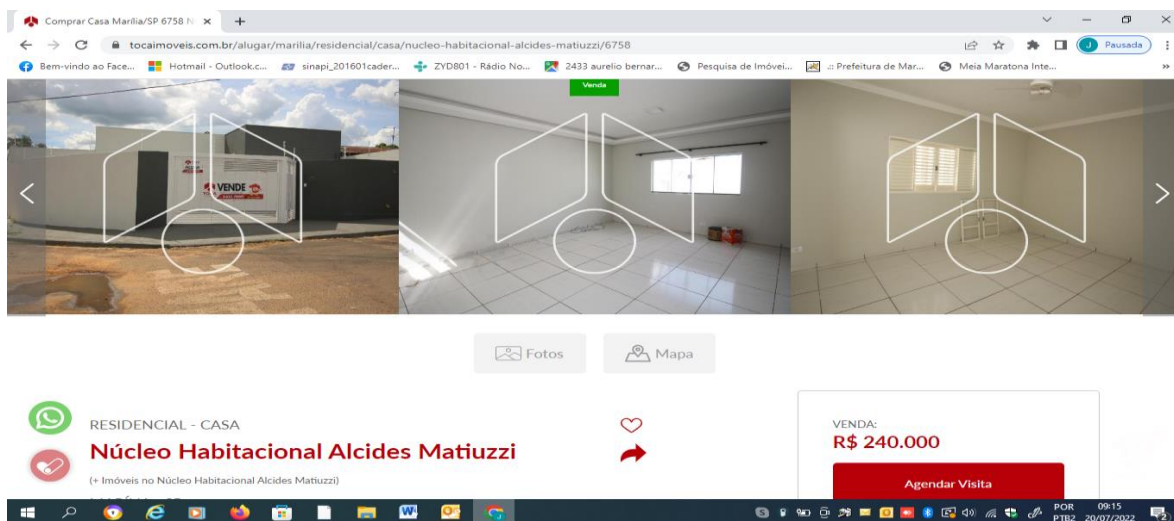 Comprar Casa Marília/SP 6758 N
tocaimoveis.com.br/alugar/marilia/residencial/casa/nucleo-habitacional-alcides-matiuzzi/6758
J Pausada
Bem-vindo ao Face... Hotmail - Outlook.c... sinapi_201601cader... ZYD801 - Rádio No... 2433 aurelio bernar... Pesquisa de Imóvei... .:: Prefeitura de Mar... Meia Maratona Inte...
Venda
VENDE
Fotos
Mapa
RESIDENCIAL - CASA
Núcleo Habitacional Alcides Matiuzzi
(+ Imóveis no Núcleo Habitacional Alcides Matiuzzi)
VENDA:
R$ 240.000
Agendar Visita
POR 09:15
PTB2 20/07/2022